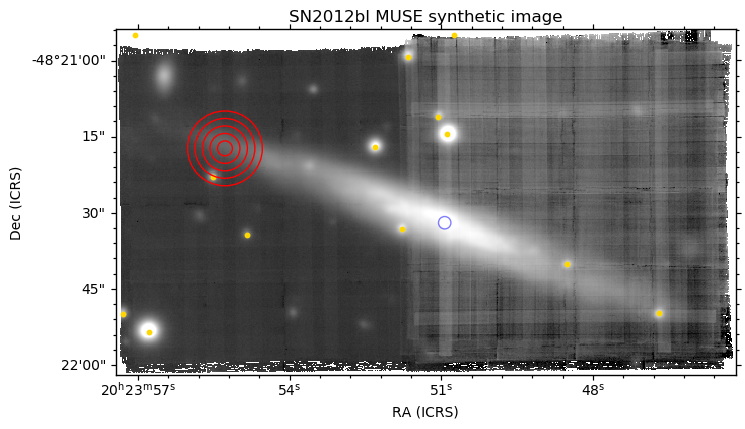 SN2012bl MUSE synthetic image
-48°21'00"
15"
30"
45"
22'00"
Dec (ICRS)
20ʰ23ᵐ57ˢ 54ˢ 51ˢ 48ˢ
RA (ICRS)